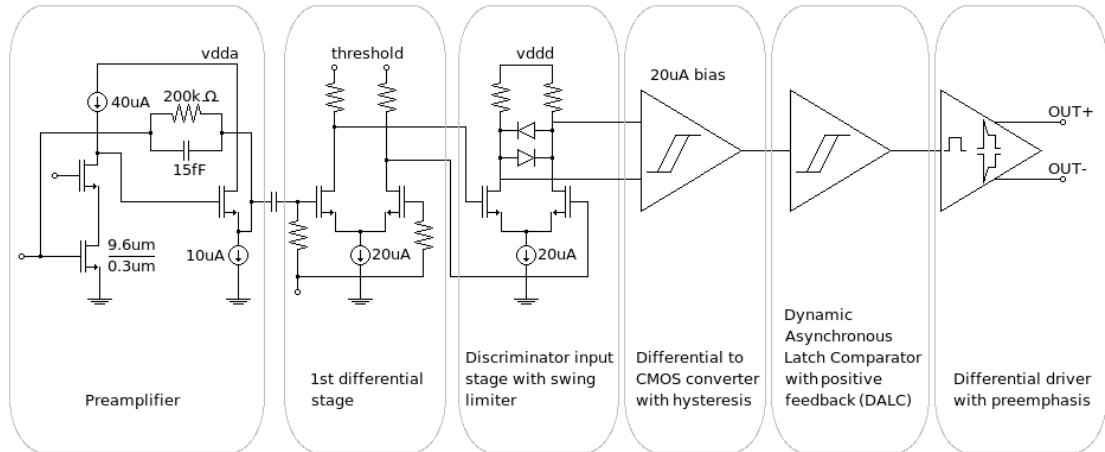 vdda
40uA
200kΩ
15fF
9.6um
0.3um
10uA
Preamplifier
threshold
20uA
1st differential
stage
vddd
20uA
Discriminator input
stage with swing
limiter
20uA bias
Differential to
CMOS converter
with hysteresis
Dynamic
Asynchronous
Latch Comparator
with positive
feedback (DALC)
OUT+
OUT-
Differential driver
with preemphasis